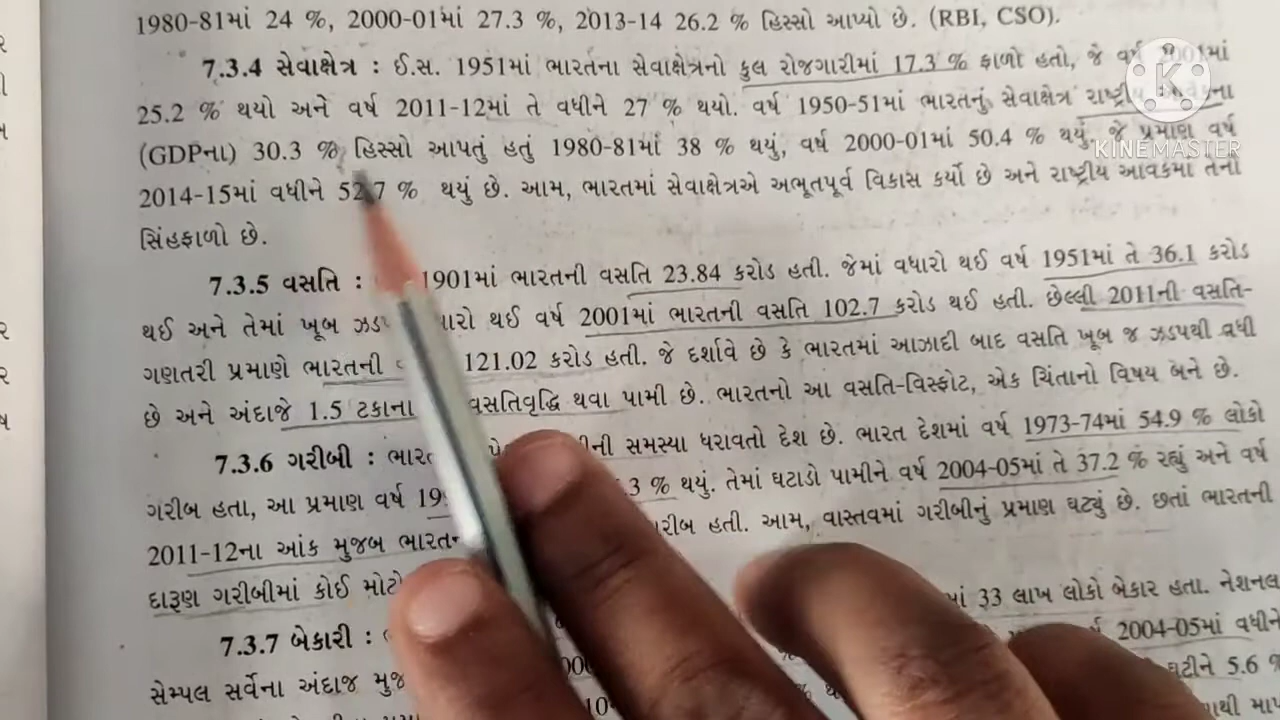 1980-81માં 24 %, 2000-01માં 27.3 %, 2013-14 26.2 % હિસ્સો આપ્યો છે. (RBI, CSO).
7.3.4 સેવાક્ષેત્ર : ઈ.સ. 1951માં ભારતના સેવાક્ષેત્રનો કુલ રોજગારીમાં 17.3 % ફાળો હતો, જે વર્ષ 2001માં
25.2 % થયો અને વર્ષ 2011-12માં તે વધીને 27 % થયો. વર્ષ 1950-51માં ભારતનું સેવાક્ષેત્ર રાષ્ટ્રીય
(GDPના) 30.3 % હિસ્સો આપતું હતું 1980-81માં 38 % થયું, વર્ષ 2000-01માં 50.4 % થયું, જે પ્રમાણ વર્ષ
2014-15માં વધીને 52.7 % થયું છે. આમ, ભારતમાં સેવાક્ષેત્રએ અભૂતપૂર્વ વિકાસ કર્યો છે અને રાષ્ટ્રીય આવકમાં તેનો
સિંહફાળો છે.
7.3.5 વસતિ : 1901માં ભારતની વસતિ 23.84 કરોડ હતી. જેમાં વધારો થઈ વર્ષ 1951માં તે 36.1 કરોડ
થઈ અને તેમાં ખૂબ થઈ વર્ષ 2001માં ભારતની વસતિ 102.7 કરોડ થઈ હતી. છેલ્લી 2011ની વસતિ-
ગણતરી પ્રમાણે ભારતની 121.02 કરોડ હતી. જે દર્શાવે છે કે ભારતમાં આઝાદી બાદ વસતિ ખૂબ જ ઝડપથી વધી
છે અને અંદાજે 1.5 ટકાના વસતિવૃદ્ધિ થવા પામી છે. ભારતનો આ વસતિ-વિસ્ફોટ, એક ચિંતાનો વિષય બને છે.
7.3.6 ગરીબી : સમસ્યા ધરાવતો દેશ છે. ભારત દેશમાં વર્ષ 1973-74માં 54.9 % લોકો
ગરીબ હતા, આ પ્રમાણ વર્ષ .3 % થયું. તેમાં ઘટાડો પામીને વર્ષ 2004-05માં તે 37.2 % રહ્યું અને વર્ષ
2011-12ના આંક મુજબ હતી. આમ, વાસ્તવમાં ગરીબીનું પ્રમાણ ઘટ્યું છે. છતાં ભારતની
દારૂણ ગરીબીમાં કોઈ 33 લાખ લોકો બેકાર હતા. નેશનલ
7.3.7 બેકારી : 2004-05માં વધીને
સેમ્પલ સર્વેના અંદાજ ઘટીને 5.6 %
KINEMASTER